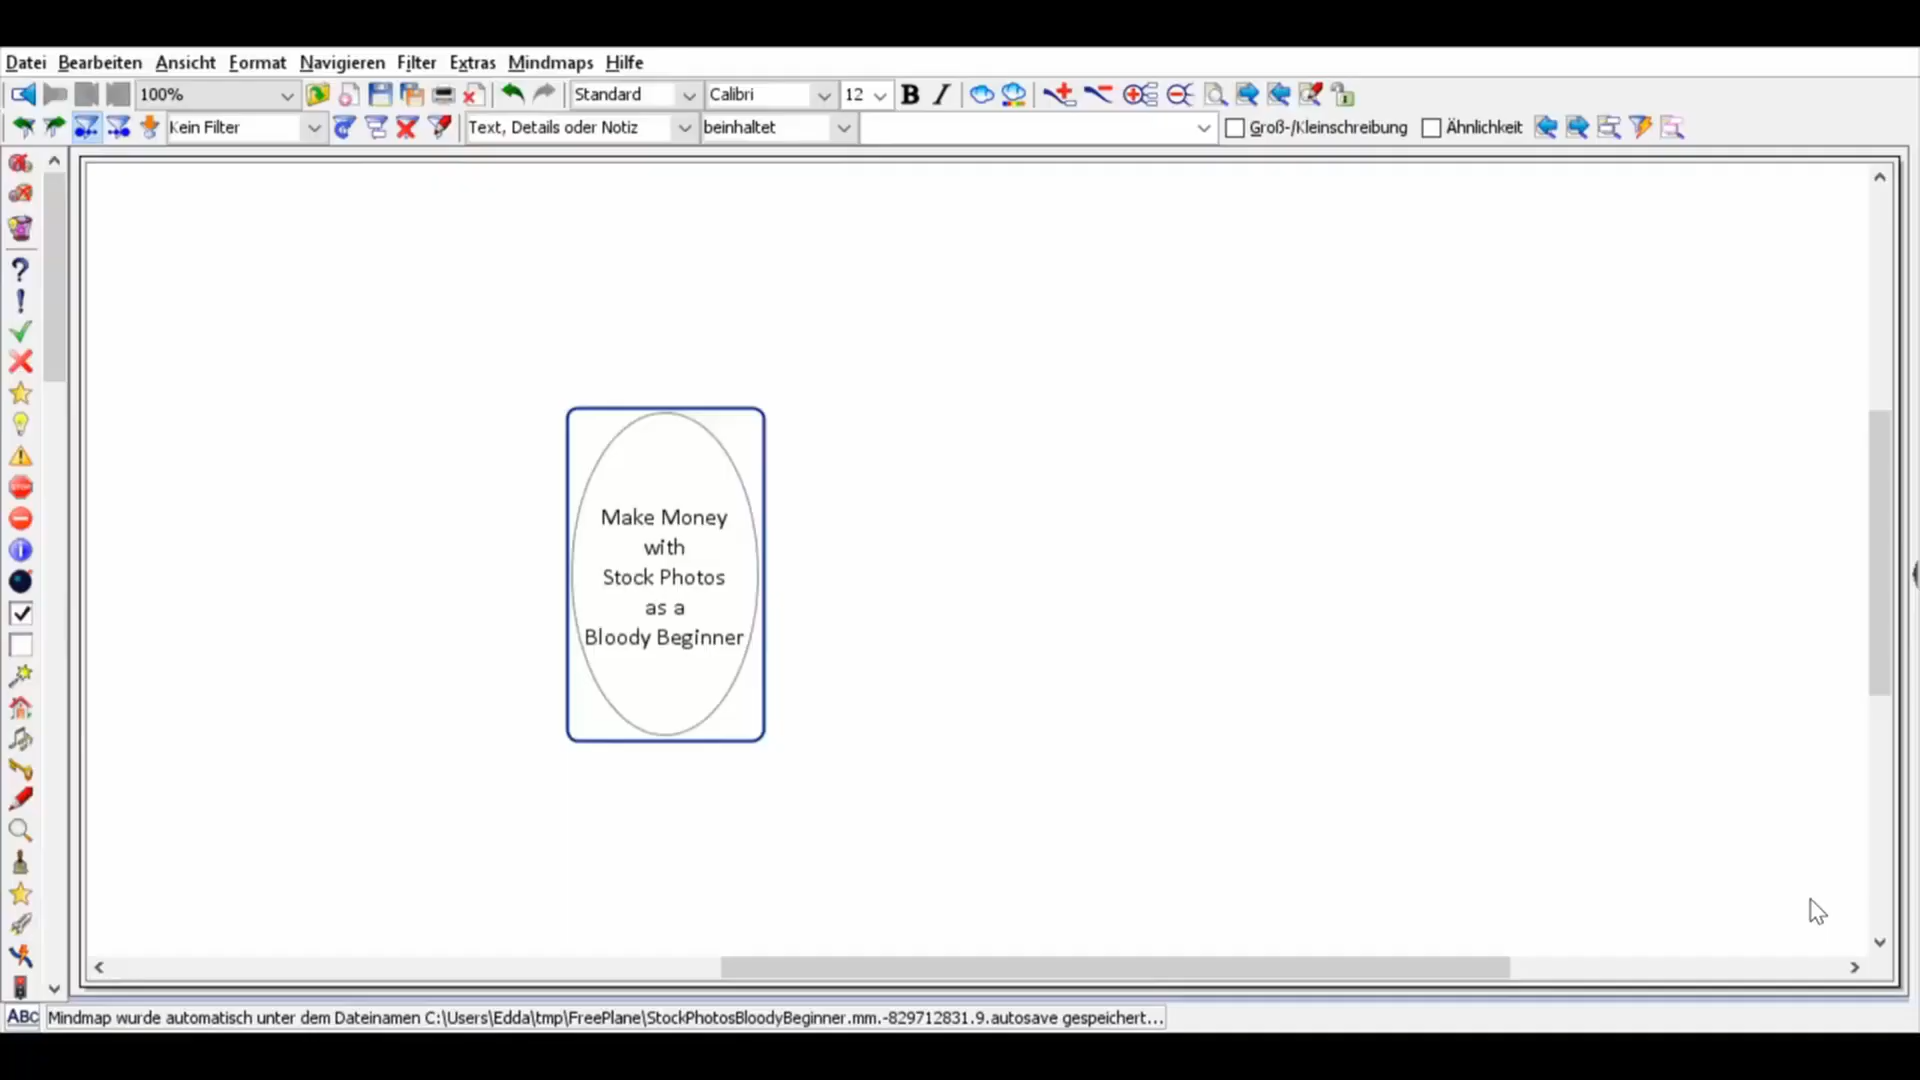 Datei Bearbeiten Ansicht Format Navigieren Filter Extras Mindmaps Hilfe
100% Standard Calibri 12 B I
Kein Filter Text, Details oder Notiz beinhaltet Groß-/Kleinschreibung Ähnlichkeit
Make Money
with
Stock Photos
as a
Bloody Beginner
ABC Mindmap wurde automatisch unter dem Dateinamen C:\Users\Edda\tmp\FreePlane\StockPhotosBloodyBeginner.mm.-829712831.9.autosave gespeichert...